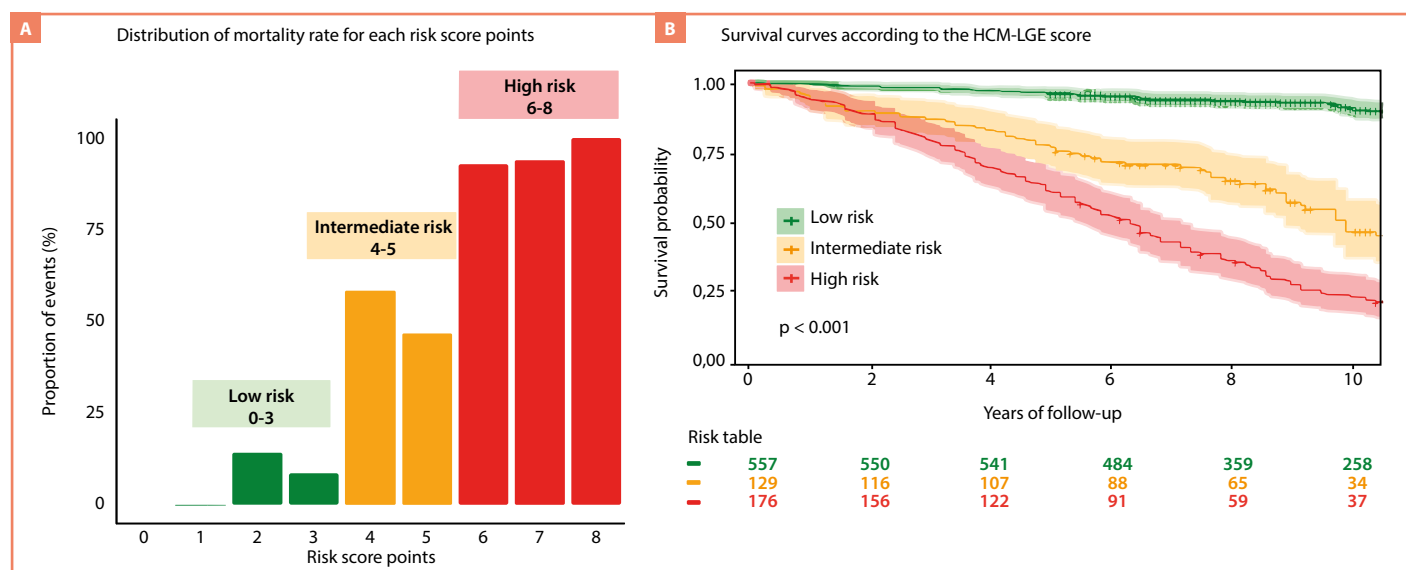 A
Distribution of mortality rate for each risk score points
High risk
6-8
Intermediate risk
4-5
Low risk
0-3
Proportion of events (%)
100
75
50
25
0
0 1 2 3 4 5 6 7 8
Risk score points
B
Survival curves according to the HCM-LGE score
Survival probability
1.00
0,75
0,50
0,25
0,00
Low risk
Intermediate risk
High risk
p < 0.001
0 2 4 6 8 10
Years of follow-up
Risk table
557 550 541 484 359 258
129 116 107 88 65 34
176 156 122 91 59 37